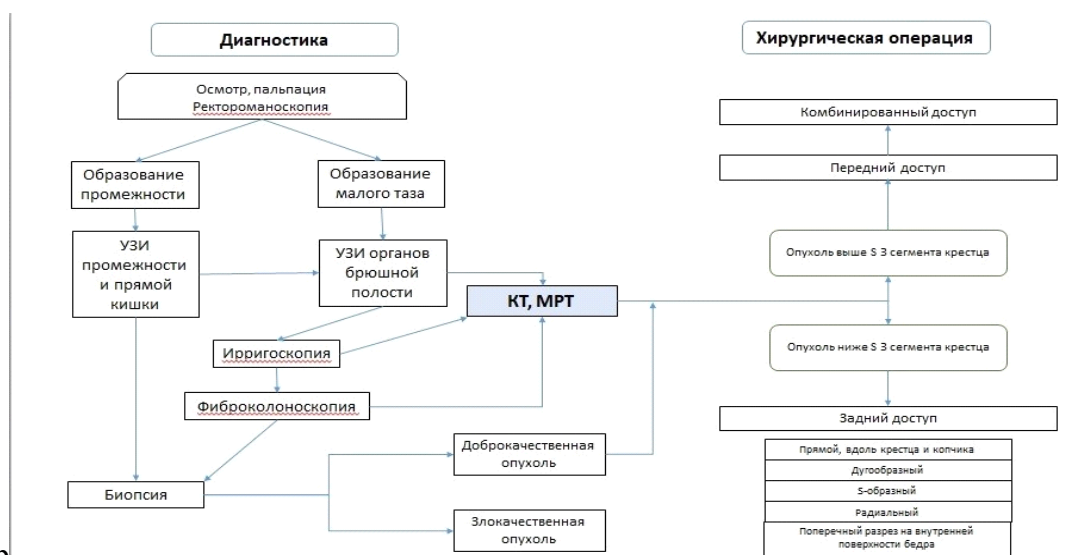 Диагностика
Осмотр, пальпация
Ректороманоскопия
Образование
промежности
Образование
малого таза
УЗИ
промежности
и прямой
кишки
УЗИ органов
брюшной
полости
КТ, МРТ
Ирригоскопия
Фиброколоноскопия
Биопсия
Доброкачественная
опухоль
Злокачественная
опухоль
Хирургическая операция
Комбинированный доступ
Передний доступ
Опухоль выше S 3 сегмента крестца
Опухоль ниже S 3 сегмента крестца
Задний доступ
Прямой, вдоль крестца и копчика
Дугообразный
S-образный
Радиальный
Поперечный разрез на внутренней
поверхности бедра